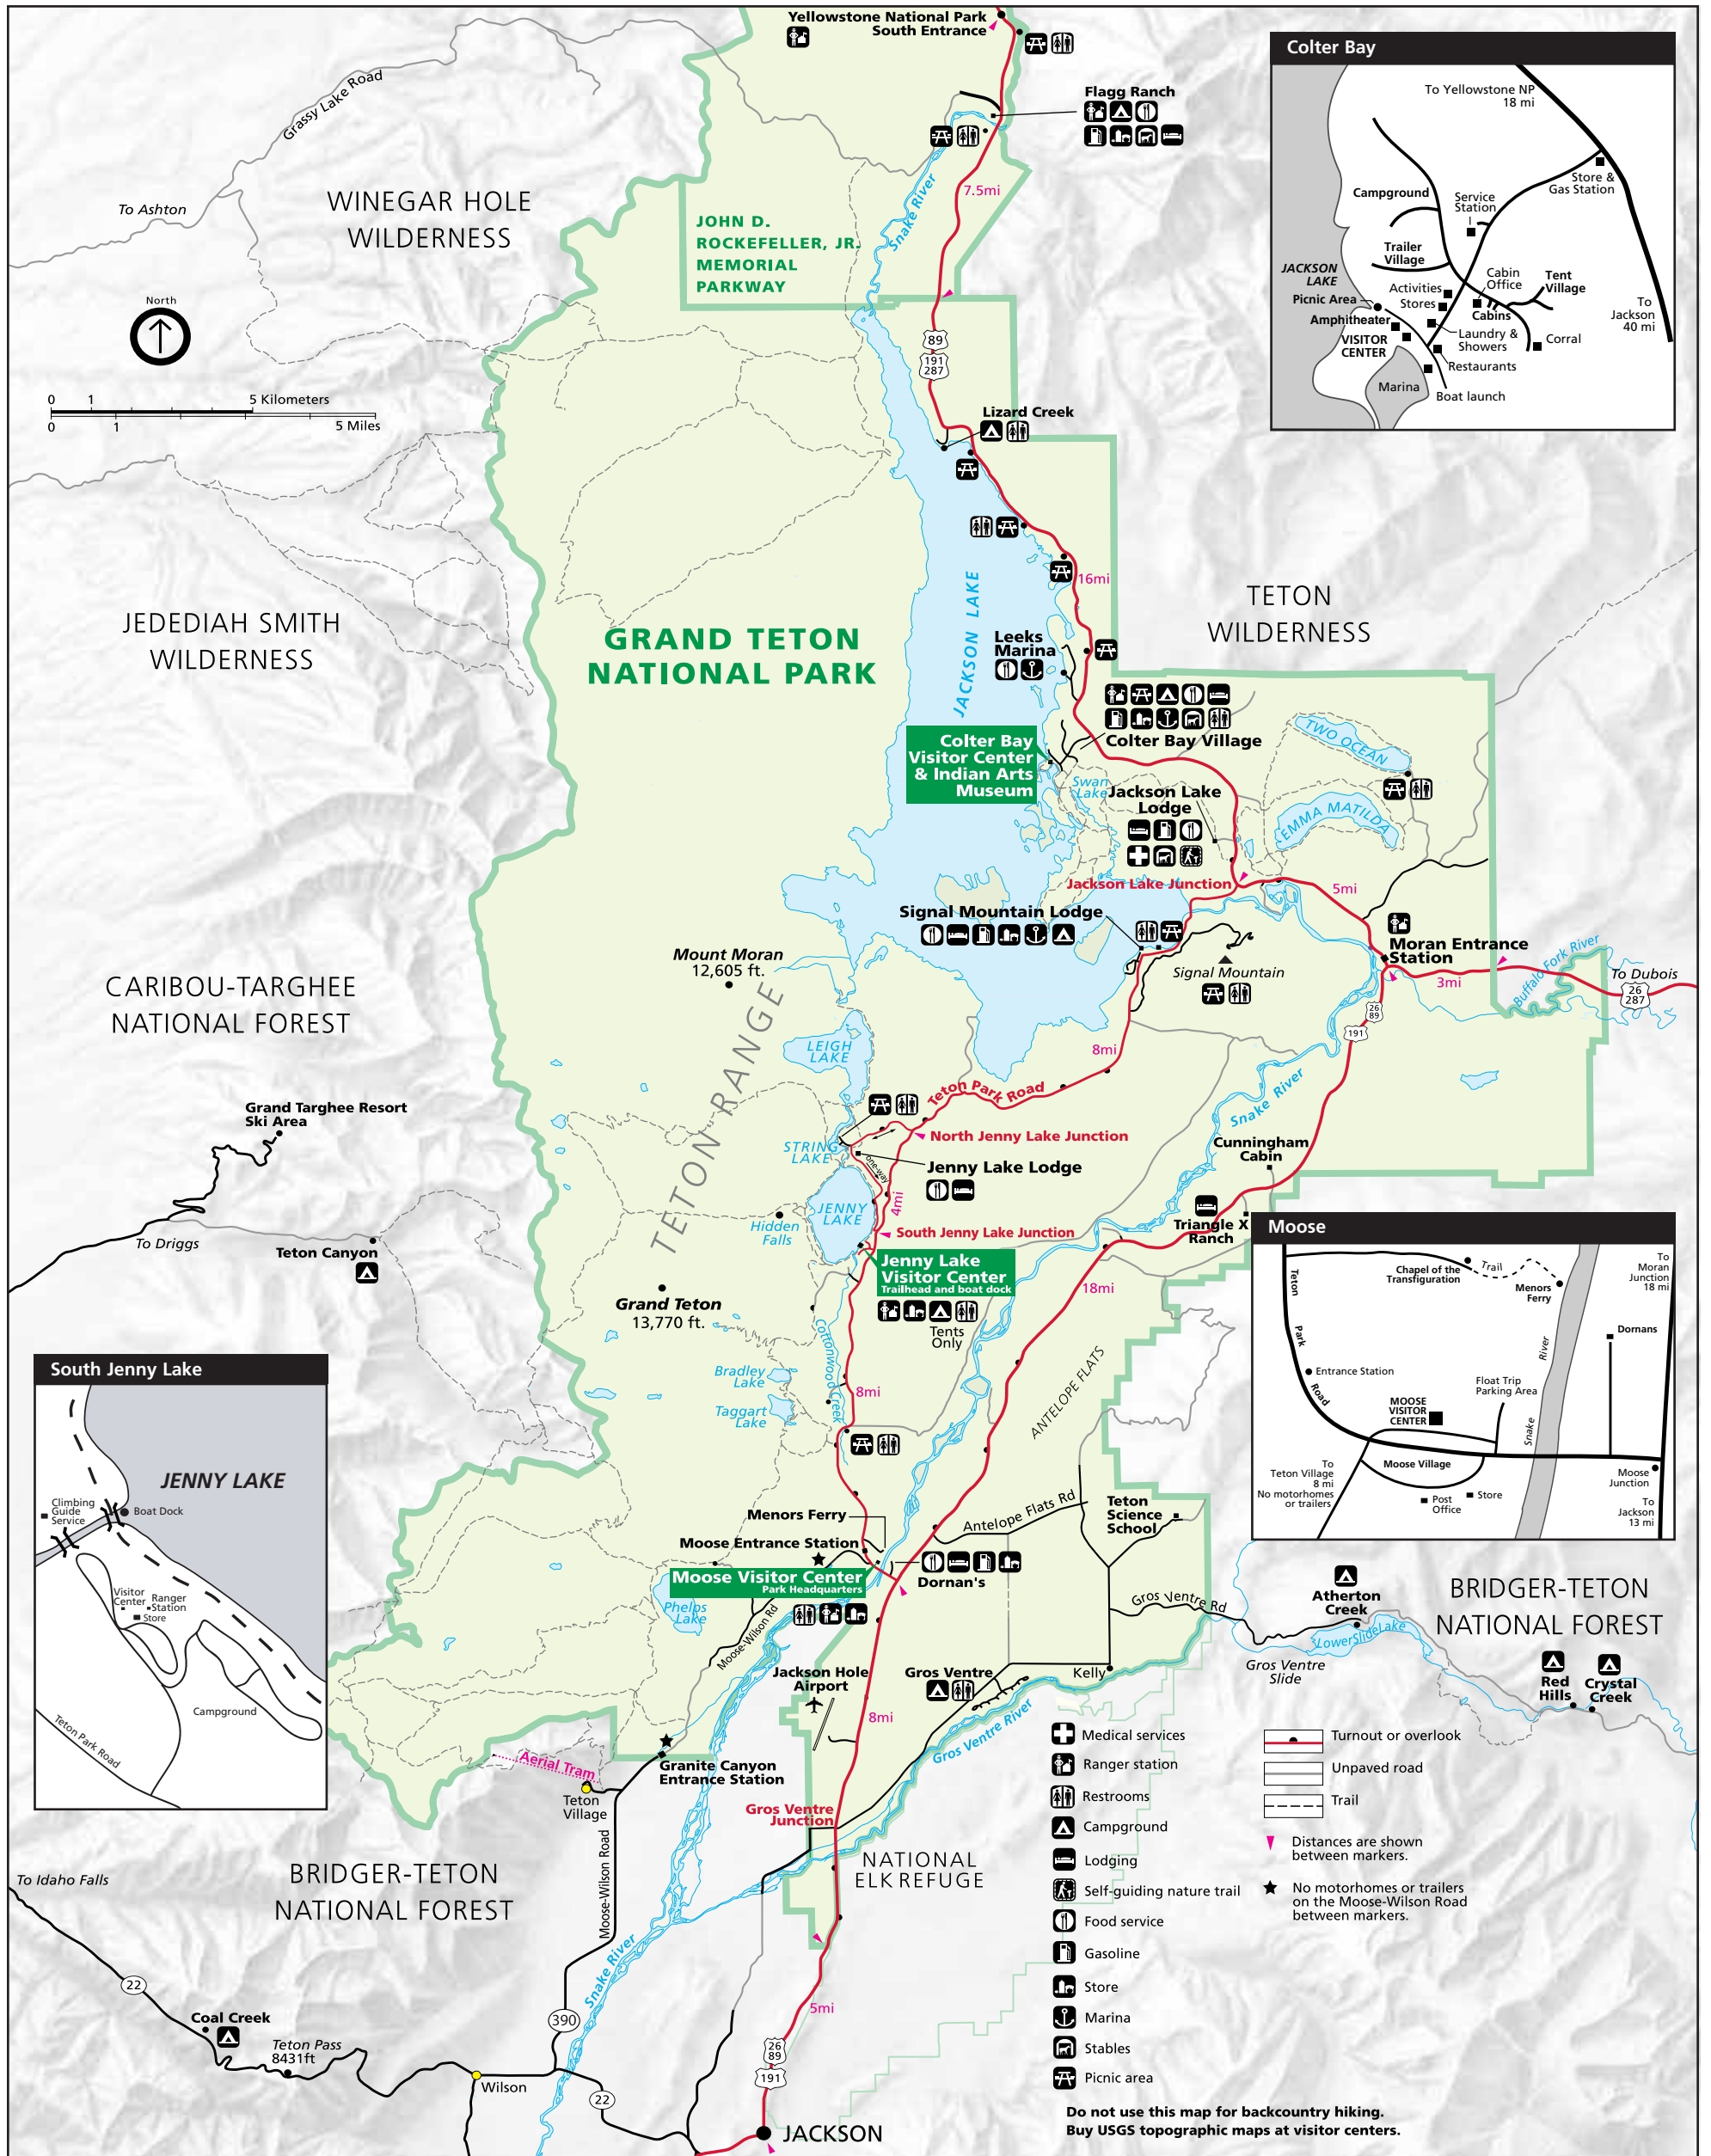 Yellowstone National Park
South Entrance
Grassy Lake Road
To Ashton
WINEGAR HOLE
WILDERNESS
Flagg Ranch
Snake River
7.5mi
JOHN D.
ROCKEFELLER, JR.
MEMORIAL
PARKWAY
North
0 1 5 Kilometers
0 1 5 Miles
89
191
287
Lizard Creek
16mi
JEDEDIAH SMITH
WILDERNESS
GRAND TETON
NATIONAL PARK
JACKSON LAKE
TETON
WILDERNESS
Leeks
Marina
Colter Bay Village
Colter Bay
Visitor Center
& Indian Arts
Museum
Swan
Lake
Jackson Lake
Lodge
TWO OCEAN
EMMA MATILDA
Jackson Lake Junction
5mi
Signal Mountain Lodge
Signal Mountain
Moran Entrance
Station
3mi
Buffalo Fork River
To Dubois
26
287
26
89
191
Mount Moran
12,605 ft.
CARIBOU-TARGHEE
NATIONAL FOREST
TETON RANGE
LEIGH
LAKE
8mi
Teton Park Road
Snake River
Grand Targhee Resort
Ski Area
To Driggs
Teton Canyon
STRING
LAKE
North Jenny Lake Junction
Jenny Lake Lodge
one-way
4mi
JENNY
LAKE
Hidden
Falls
South Jenny Lake Junction
Jenny Lake
Visitor Center
Trailhead and boat dock
Tents
Only
Cunningham
Cabin
Triangle X
Ranch
18mi
Grand Teton
13,770 ft.
Cottonwood Creek
Bradley
Lake
Taggart
Lake
8mi
ANTELOPE FLATS
Menors Ferry
Moose Entrance Station
Moose Visitor Center
Park Headquarters
Dornan's
Antelope Flats Rd
Teton
Science
School
Phelps
Lake
Moose-Wilson Rd
Gros Ventre Rd
Jackson Hole
Airport
Gros Ventre
Kelly
8mi
Gros Ventre River
Gros Ventre
Slide
Lower Slide Lake
Atherton
Creek
BRIDGER-TETON
NATIONAL FOREST
Red
Hills
Crystal
Creek
Aerial Tram
Teton
Village
Granite Canyon
Entrance Station
Gros Ventre
Junction
NATIONAL
ELK REFUGE
Moose-Wilson Road
BRIDGER-TETON
NATIONAL FOREST
To Idaho Falls
22
Coal Creek
Teton Pass
8431ft
Wilson
390
22
Snake River
5mi
26
89
191
JACKSON
Colter Bay
To Yellowstone NP
18 mi
Store &
Gas Station
Campground
Service
Station
Trailer
Village
JACKSON
LAKE
Cabin
Office
Tent
Village
Activities
Stores
Picnic Area
Cabins
Amphitheater
To
Jackson
40 mi
VISITOR
CENTER
Laundry &
Showers
Corral
Restaurants
Marina
Boat launch
Moose
Teton
Park
Road
Chapel of the
Transfiguration
Trail
Menors
Ferry
To
Moran
Junction
18 mi
Dornans
River
Snake
Entrance Station
Float Trip
Parking Area
MOOSE
VISITOR
CENTER
To
Teton Village
8 mi
No motorhomes
or trailers
Moose Village
Post
Office
Store
Moose
Junction
To
Jackson
13 mi
South Jenny Lake
JENNY LAKE
Climbing
Guide
Service
Boat Dock
Visitor
Center
Ranger
Station
Store
Campground
Teton Park Road
Medical services
Ranger station
Restrooms
Campground
Lodging
Self-guiding nature trail
Food service
Gasoline
Store
Marina
Stables
Picnic area
Turnout or overlook
Unpaved road
Trail
Distances are shown
between markers.
No motorhomes or trailers
on the Moose-Wilson Road
between markers.
Do not use this map for backcountry hiking.
Buy USGS topographic maps at visitor centers.